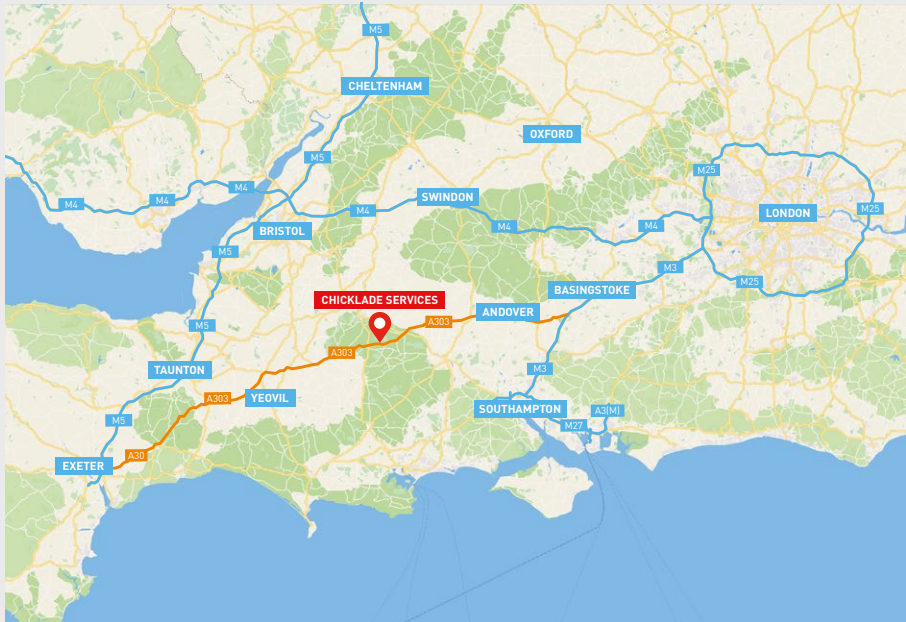 M5
CHELTENHAM
OXFORD
M5
M25
M4
M4
M4
SWINDON
M4
M25
LONDON
M4
M4
BRISTOL
M5
M3
M25
BASINGSTOKE
CHICKLADE SERVICES
ANDOVER
A303
M5
A303
M3
TAUNTON
A303
YEOVIL
SOUTHAMPTON
A3[M]
M5
M27
A30
EXETER